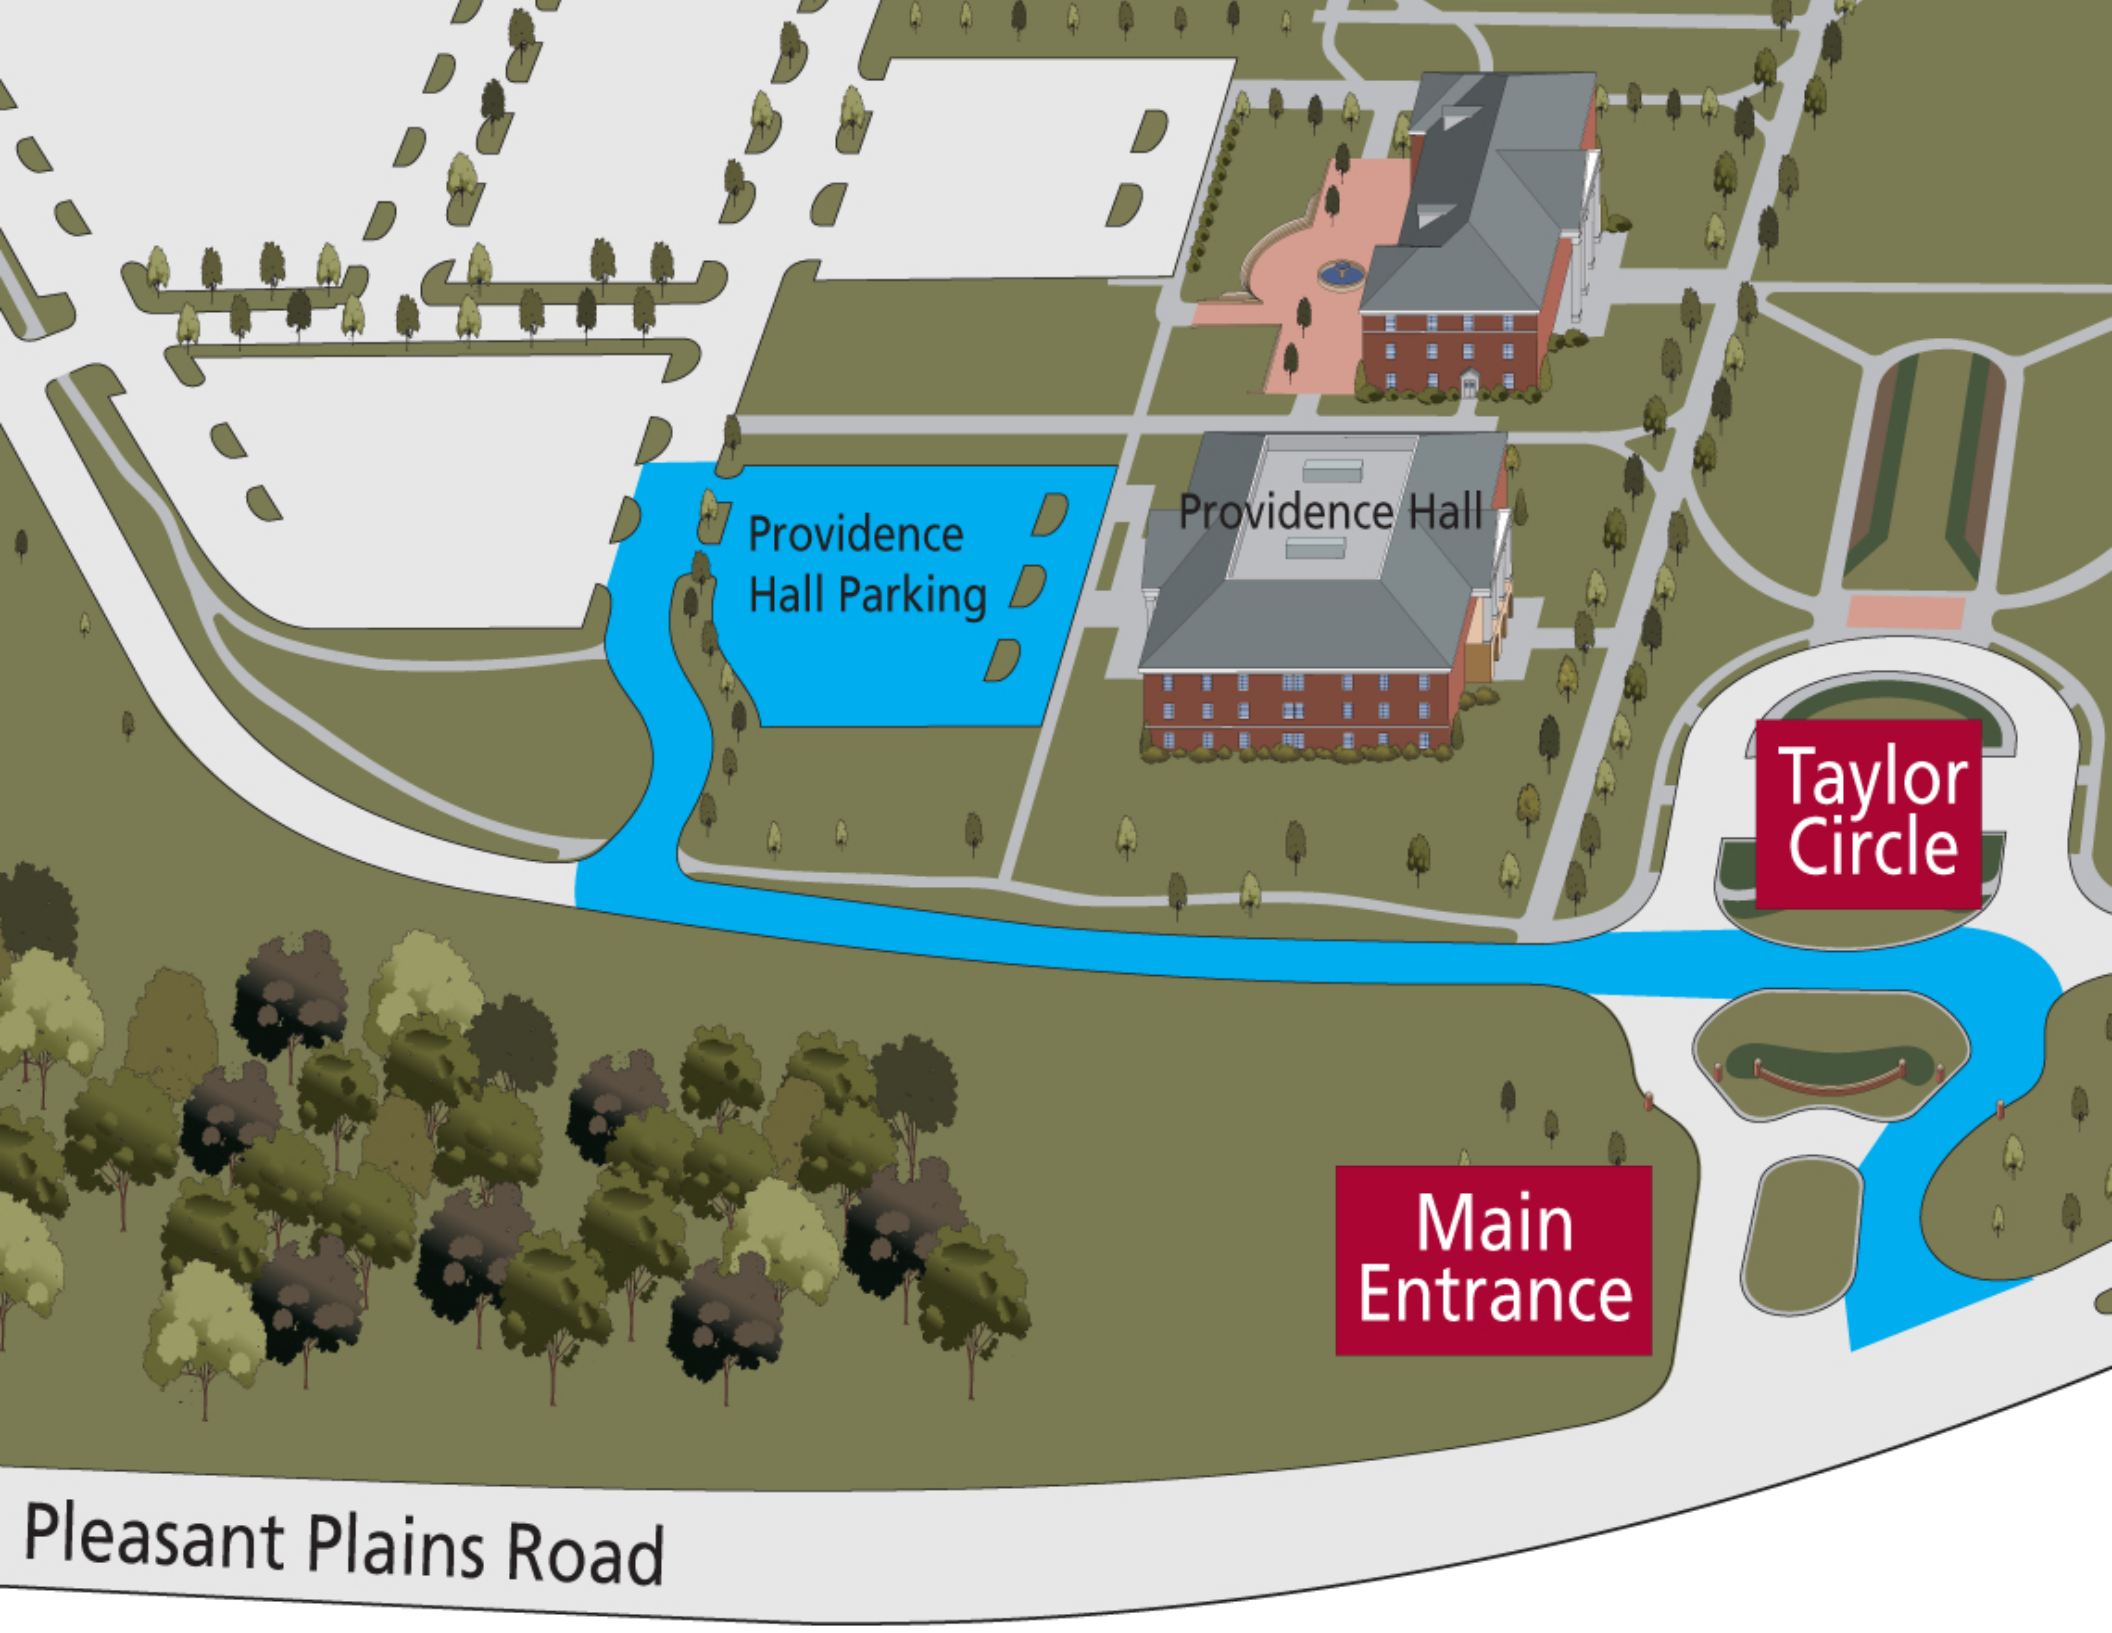 Providence Hall
Providence
Hall Parking
Taylor
Circle
Main
Entrance
Pleasant Plains Road